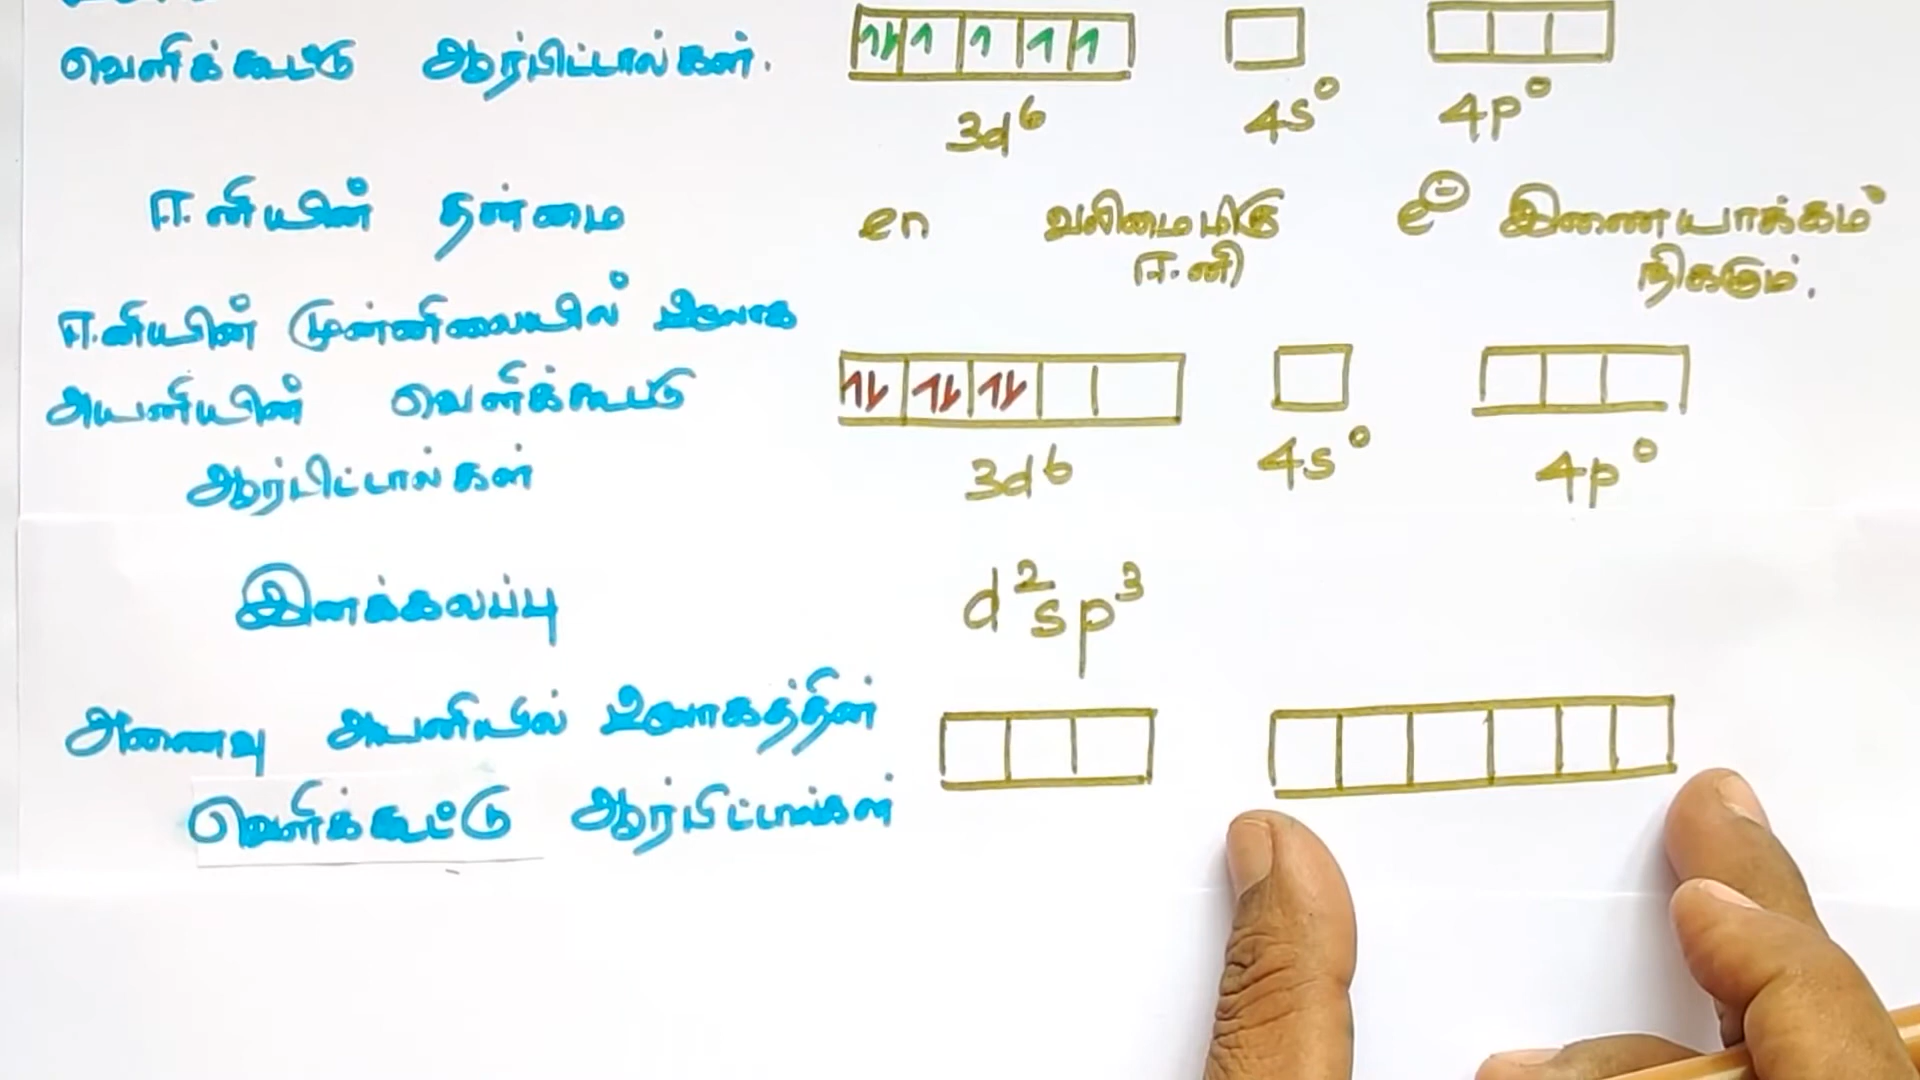 வெளிக்கூட்டு ஆர்பிட்டால்கள். 3d⁶ 4s⁰ 4p⁰
ஈனியின் தன்மை en வலிமைமிகு ஈனி e⊖ இணையாக்கம் நிகழும்.
ஈனியின் முன்னிலையில் உலோக
அயனியின் வெளிக்கூட்டு
ஆர்பிட்டால்கள் 3d⁶ 4s⁰ 4p⁰
இனக்கலப்பு d²sp³
அணைவு அயனியில் உலோகத்தின்
வெளிக்கூட்டு ஆர்பிட்டால்கள்